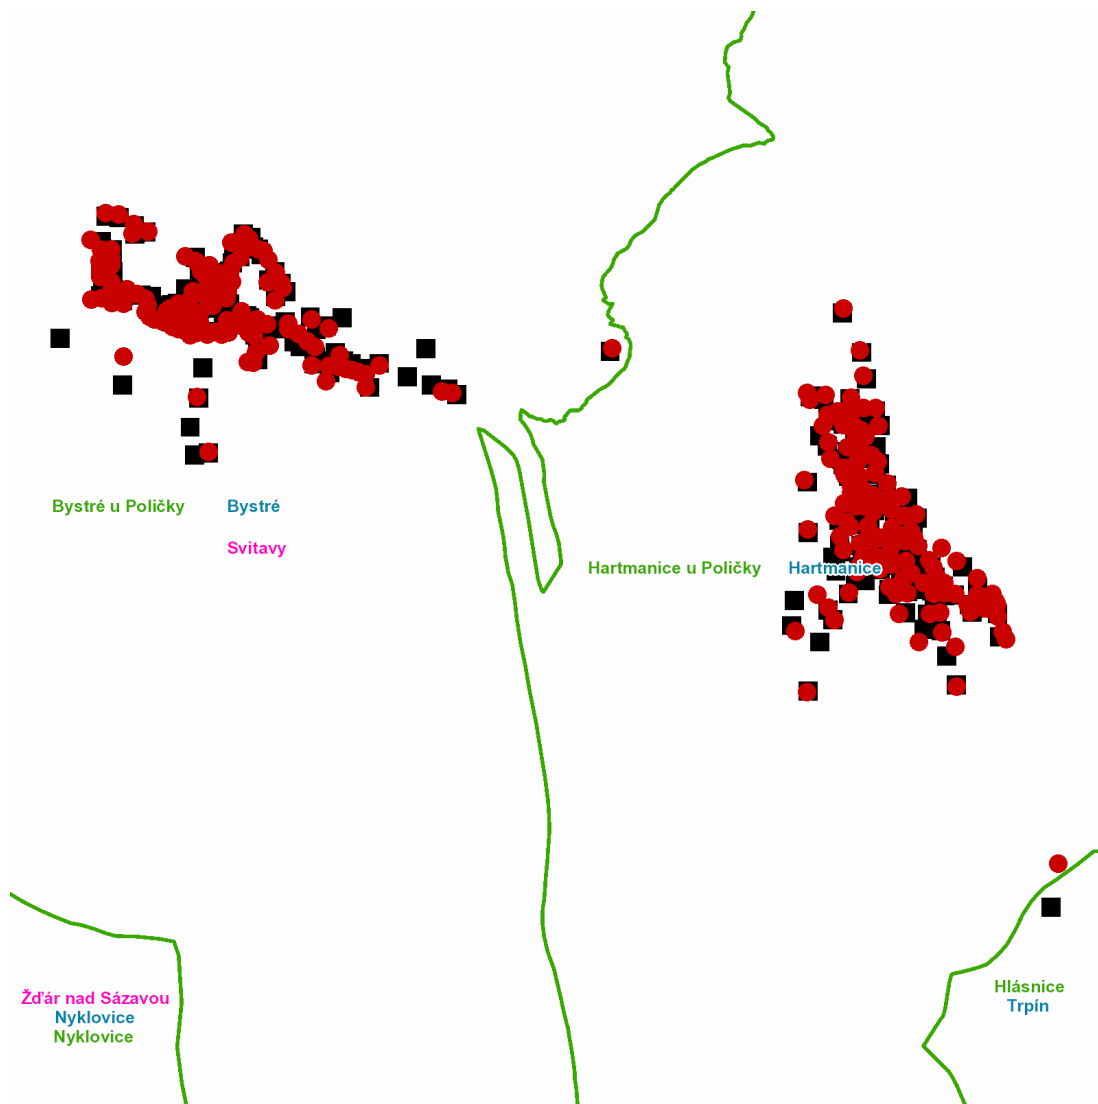 Bystré u Poličky
Bystré
Svitavy
Hartmanice u Poličky
Hartmanice
Žďár nad Sázavou
Nyklovice
Nyklovice
Hlásnice
Trpín